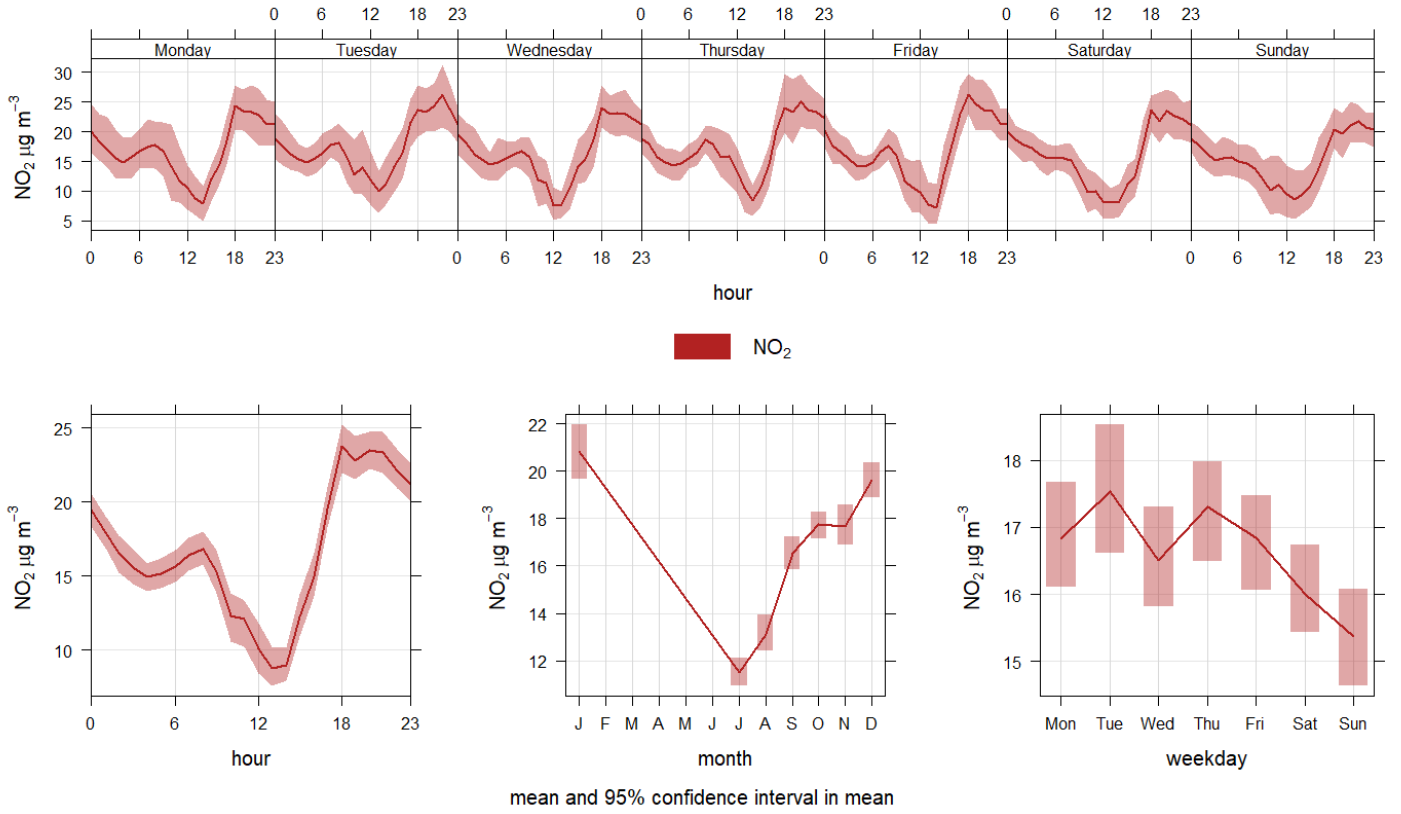 0 6 12 18 23 0 6 12 18 23 0 6 12 18 23
Monday Tuesday Wednesday Thursday Friday Saturday Sunday
NO₂ µg m⁻³
30
25
20
15
10
5
0 6 12 18 23 0 6 12 18 23 0 6 12 18 23 0 6 12 18 23
hour
NO₂
NO₂ µg m⁻³
25
20
15
10
0 6 12 18 23
hour
NO₂ µg m⁻³
22
20
18
16
14
12
J F M A M J J A S O N D
month
NO₂ µg m⁻³
18
17
16
15
Mon Tue Wed Thu Fri Sat Sun
weekday
mean and 95% confidence interval in mean